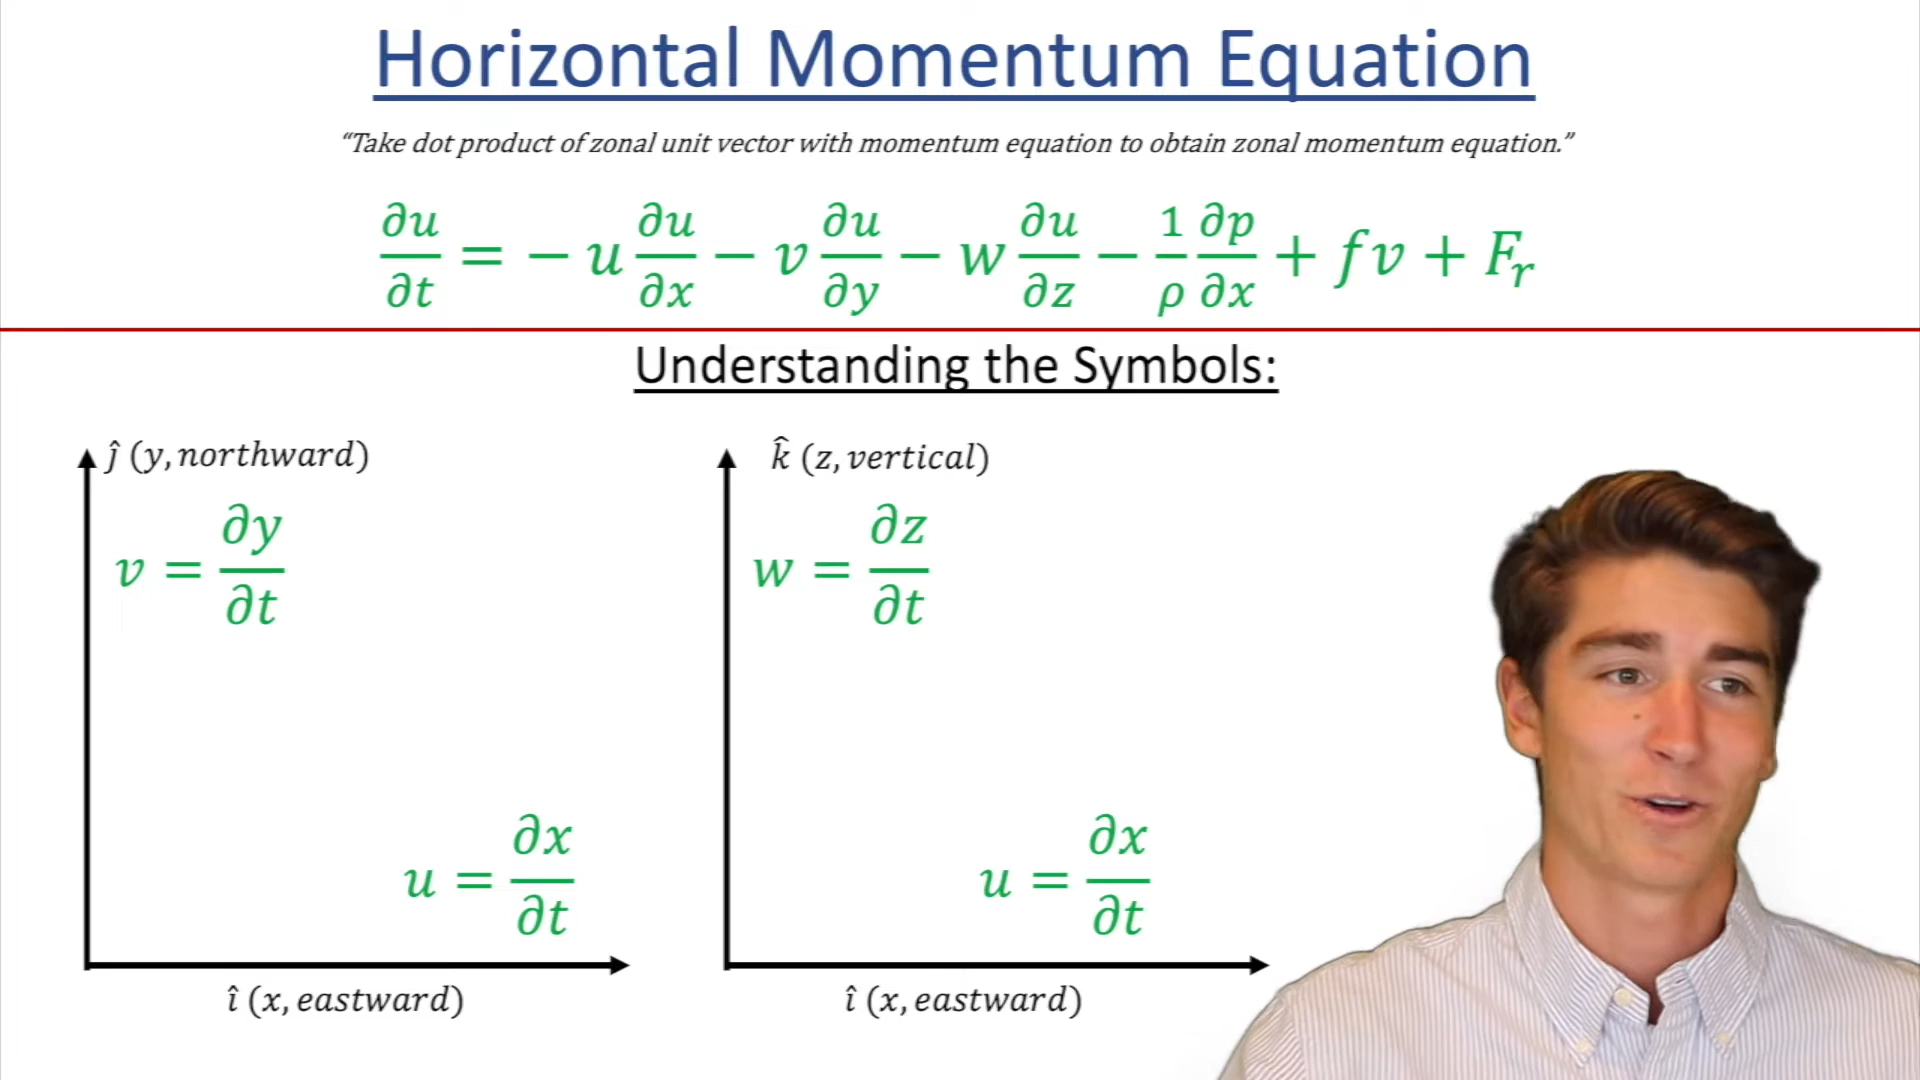 Horizontal Momentum Equation
“Take dot product of zonal unit vector with momentum equation to obtain zonal momentum equation.”
∂u/∂t = − u ∂u/∂x − v ∂u/∂y − w ∂u/∂z − 1/ρ ∂p/∂x + fv + Fᵣ
Understanding the Symbols:
ĵ (y, northward)
v = ∂y/∂t
u = ∂x/∂t
î (x, eastward)
k̂ (z, vertical)
w = ∂z/∂t
u = ∂x/∂t
î (x, eastward)